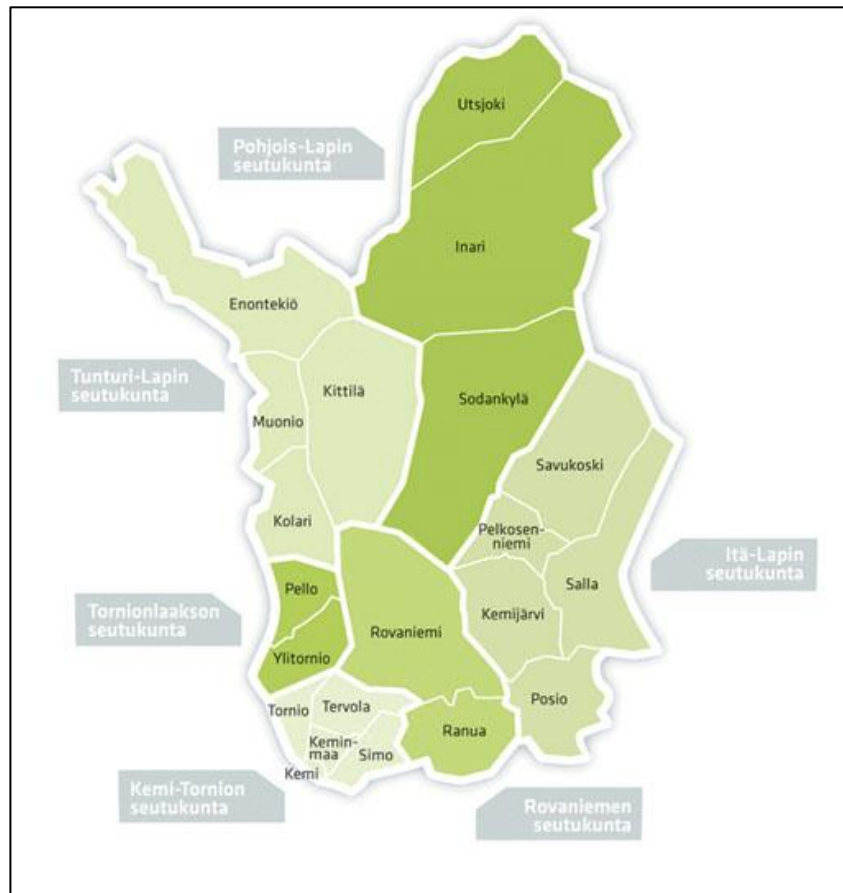 Utsjoki
Pohjois-Lapin
seutukunta
Inari
Enontekiö
Tunturi-Lapin
seutukunta
Kittilä
Sodankylä
Muonio
Savukoski
Kolari
Pelkosen-
niemi
Itä-Lapin
seutukunta
Salla
Pello
Tornionlaakson
seutukunta
Kemijärvi
Rovaniemi
Ylitornio
Posio
Tornio
Tervola
Ranua
Kemin-
maa
Simo
Kemi
Kemi-Tornion
seutukunta
Rovaniemen
seutukunta